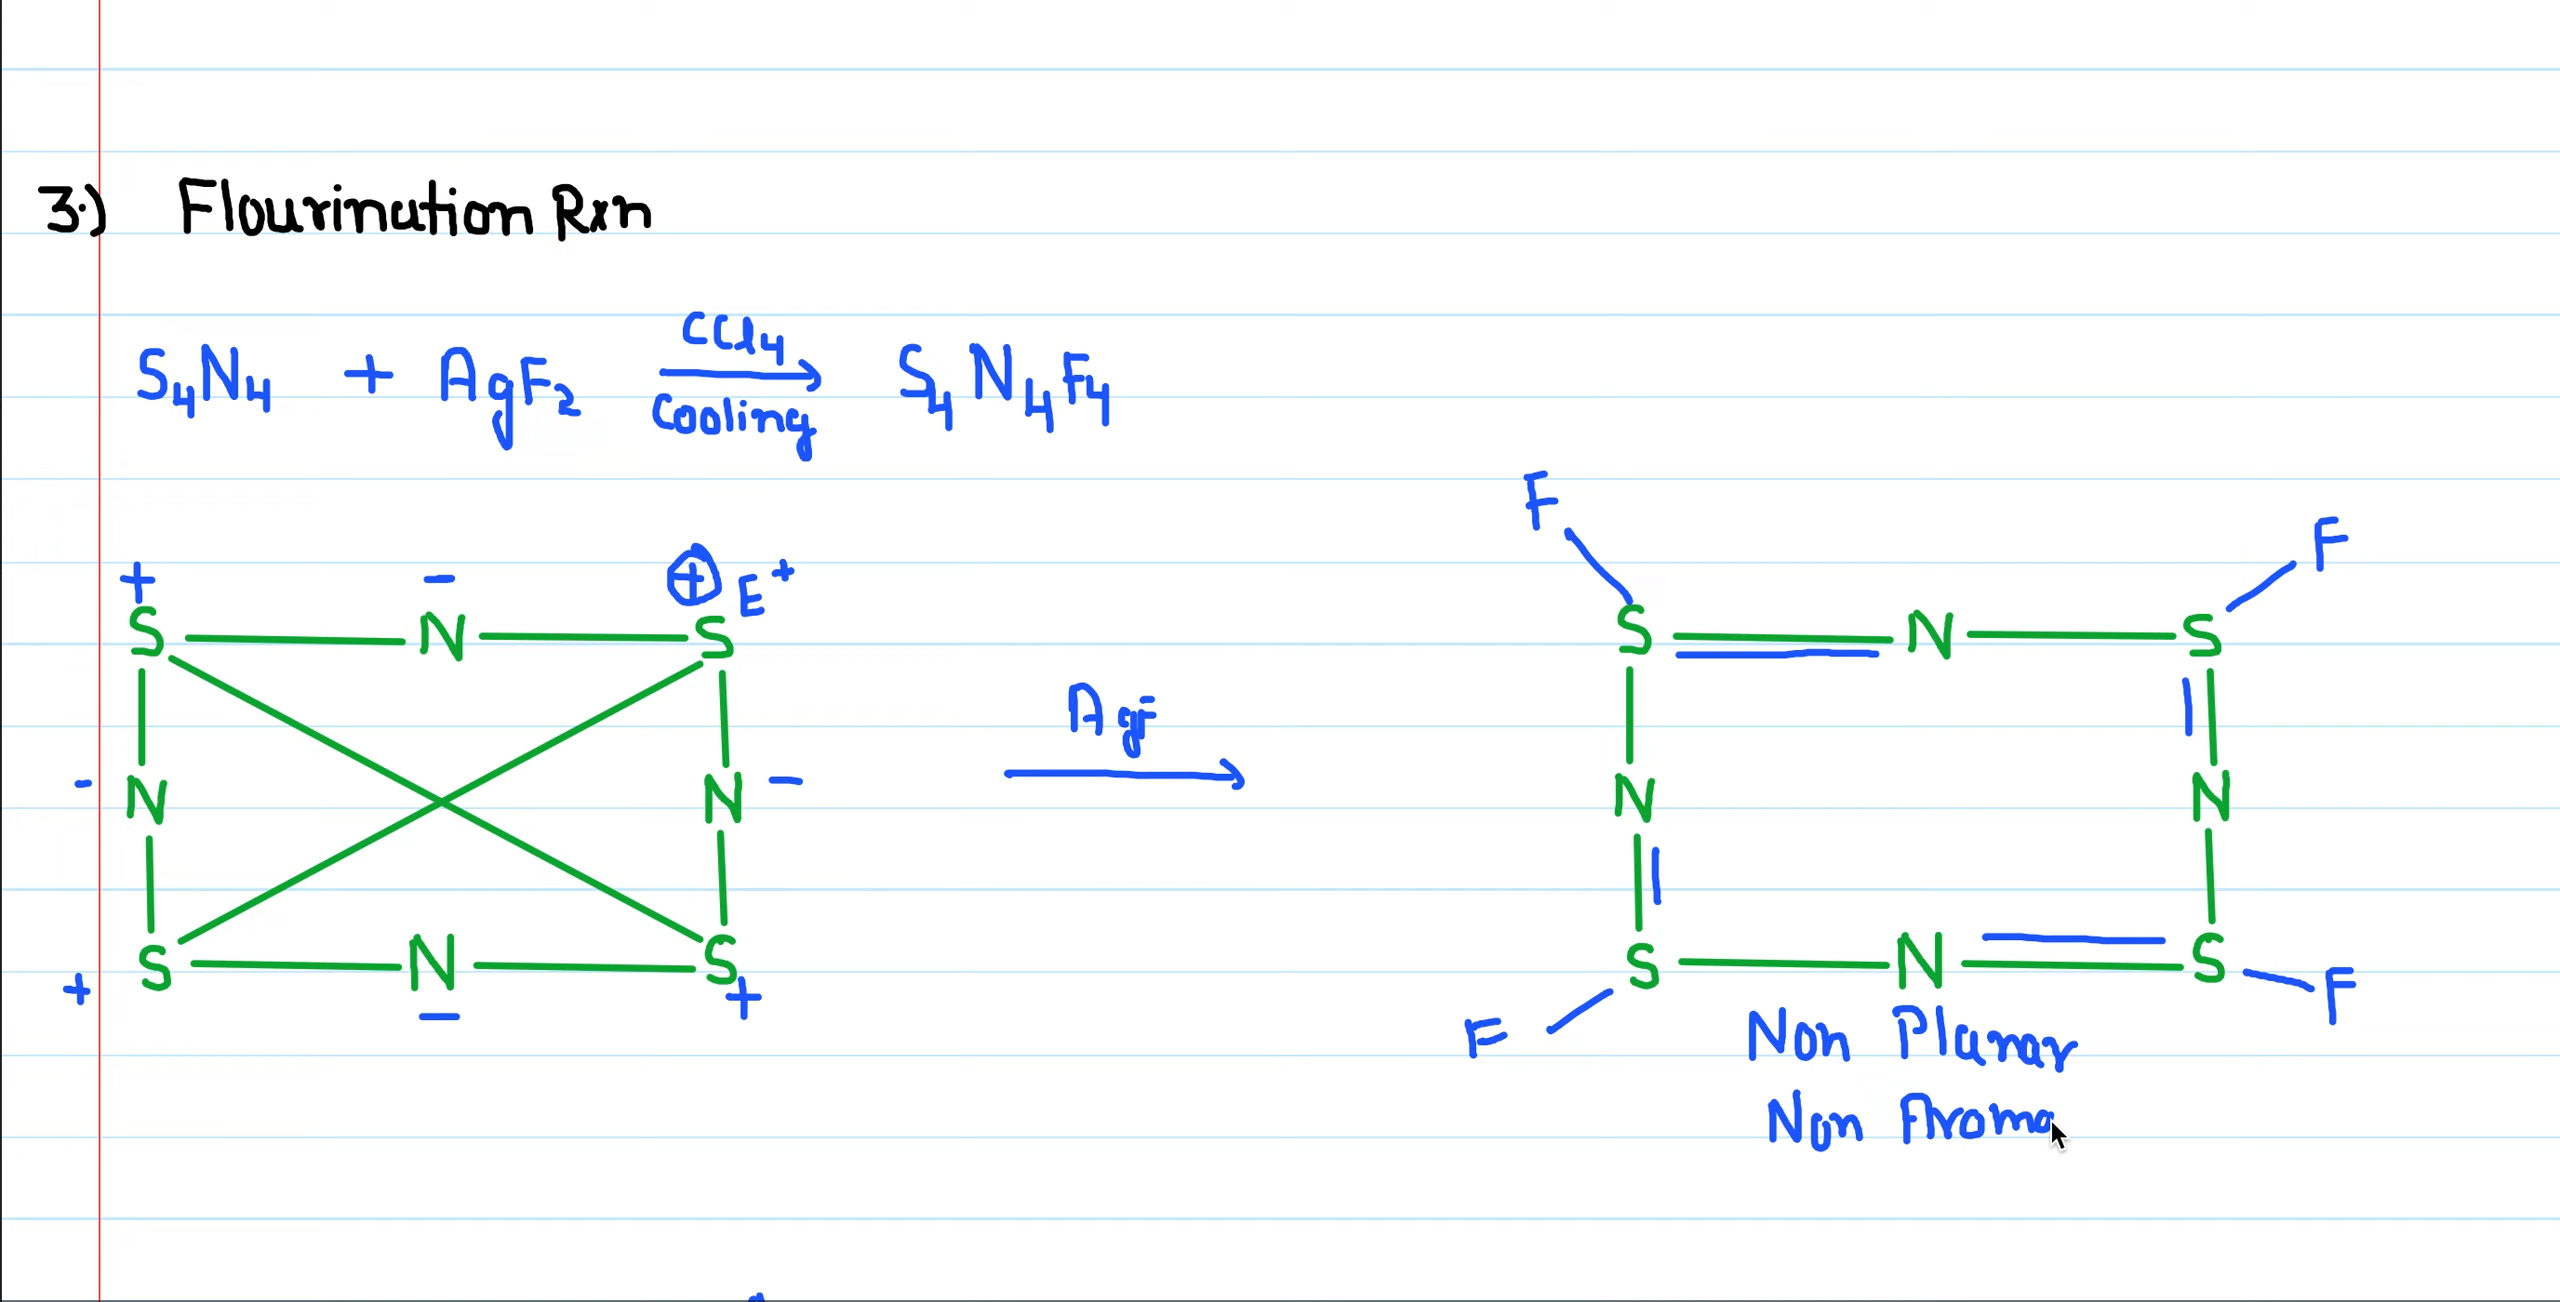 3.) Flourination Rxn
CCl4
S4N4 + AgF2 → S4N4F4
Cooling
F
F
+ - ⊕ E+
S N S
S N S
AgF
- N N -
N N
S N S
S N S
+ - +
F
F
Non Planar
Non Aroma